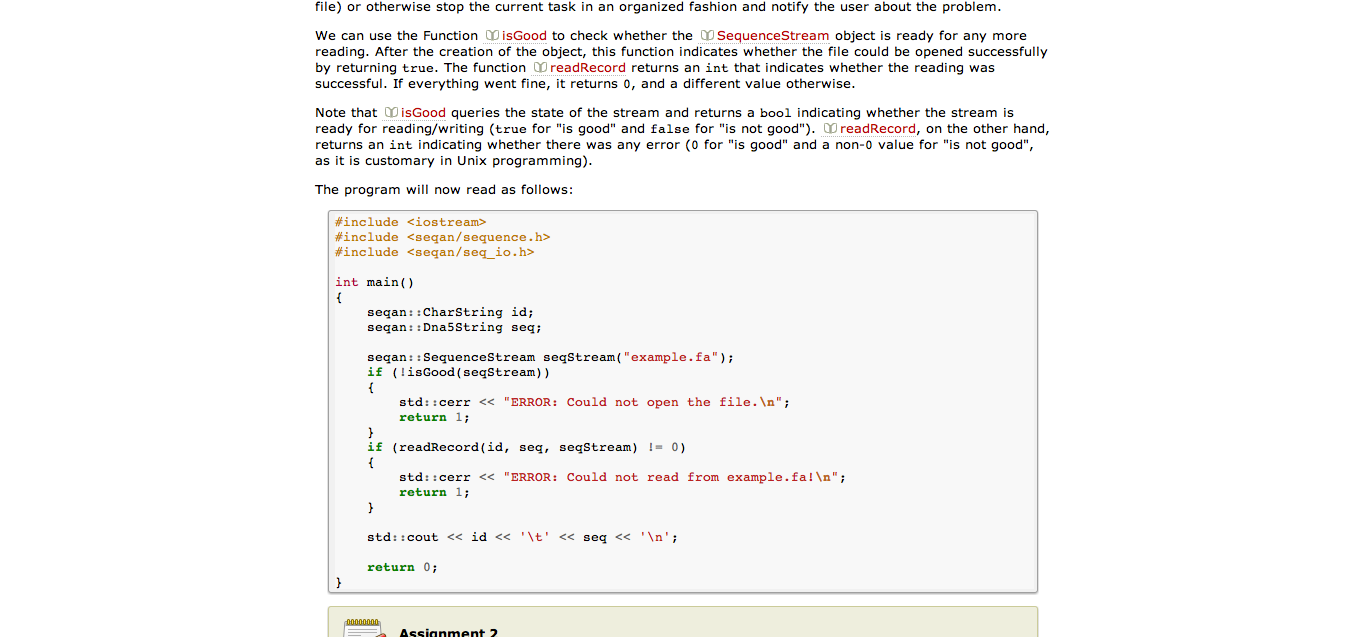 file) or otherwise stop the current task in an organized fashion and notify the user about the problem.
We can use the Function isGood to check whether the SequenceStream object is ready for any more
reading. After the creation of the object, this function indicates whether the file could be opened successfully
by returning true. The function readRecord returns an int that indicates whether the reading was
successful. If everything went fine, it returns 0, and a different value otherwise.
Note that isGood queries the state of the stream and returns a bool indicating whether the stream is
ready for reading/writing (true for "is good" and false for "is not good"). readRecord, on the other hand,
returns an int indicating whether there was any error (0 for "is good" and a non-0 value for "is not good",
as it is customary in Unix programming).
The program will now read as follows:
#include <iostream>
#include <seqan/sequence.h>
#include <seqan/seq_io.h>
int main()
{
    seqan::CharString id;
    seqan::Dna5String seq;
    seqan::SequenceStream seqStream("example.fa");
    if (!isGood(seqStream))
    {
        std::cerr << "ERROR: Could not open the file.\n";
        return 1;
    }
    if (readRecord(id, seq, seqStream) != 0)
    {
        std::cerr << "ERROR: Could not read from example.fa!\n";
        return 1;
    }
    std::cout << id << '\t' << seq << '\n';
    return 0;
}
Assignment 2